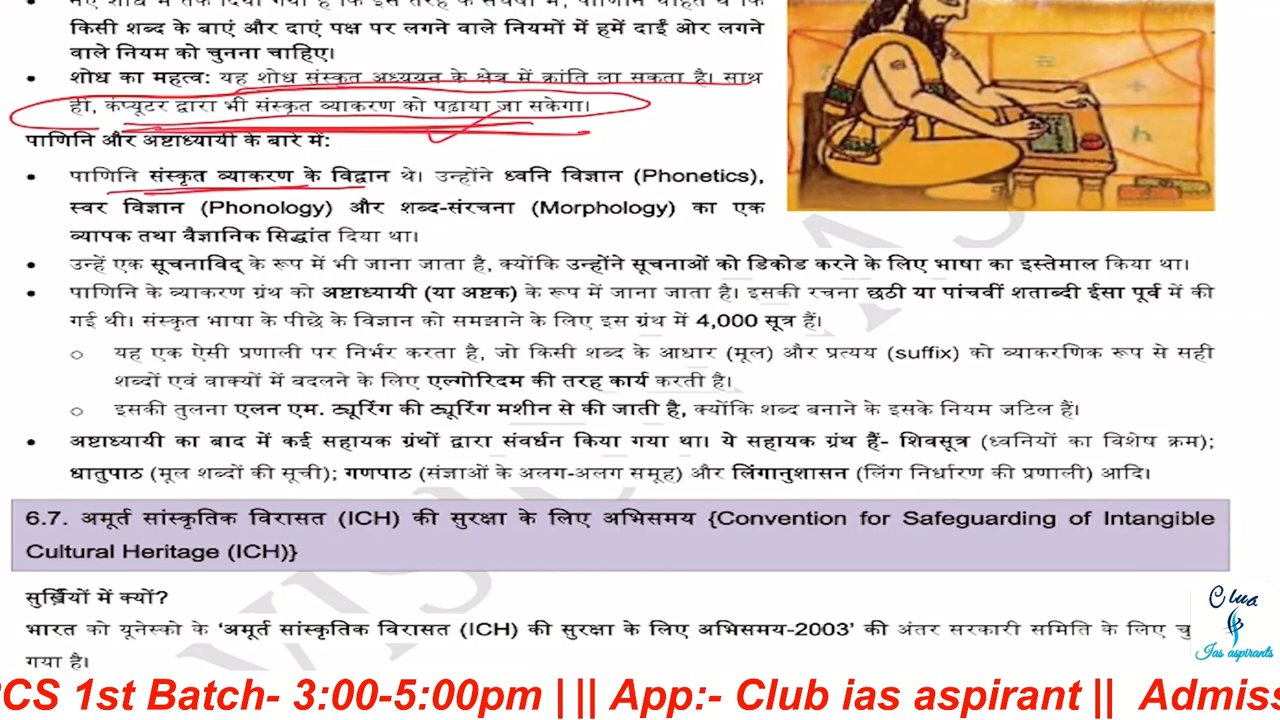 नए शोध में तर्क दिया गया है कि इस तरह के संघर्षों में, पाणिनि चाहते थे कि
किसी शब्द के बाएं और दाएं पक्ष पर लगने वाले नियमों में हमें दाईं ओर लगने
वाले नियम को चुनना चाहिए।
• शोध का महत्व: यह शोध संस्कृत अध्ययन के क्षेत्र में क्रांति ला सकता है। साथ
ही, कंप्यूटर द्वारा भी संस्कृत व्याकरण को पढ़ाया जा सकेगा।
पाणिनि और अष्टाध्यायी के बारे में:
• पाणिनि संस्कृत व्याकरण के विद्वान थे। उन्होंने ध्वनि विज्ञान (Phonetics),
स्वर विज्ञान (Phonology) और शब्द-संरचना (Morphology) का एक
व्यापक तथा वैज्ञानिक सिद्धांत दिया था।
• उन्हें एक सूचनाविद् के रूप में भी जाना जाता है, क्योंकि उन्होंने सूचनाओं को डिकोड करने के लिए भाषा का इस्तेमाल किया था।
• पाणिनि के व्याकरण ग्रंथ को अष्टाध्यायी (या अष्टक) के रूप में जाना जाता है। इसकी रचना छठी या पांचवीं शताब्दी ईसा पूर्व में की
गई थी। संस्कृत भाषा के पीछे के विज्ञान को समझाने के लिए इस ग्रंथ में 4,000 सूत्र हैं।
○ यह एक ऐसी प्रणाली पर निर्भर करता है, जो किसी शब्द के आधार (मूल) और प्रत्यय (suffix) को व्याकरणिक रूप से सही
शब्दों एवं वाक्यों में बदलने के लिए एल्गोरिदम की तरह कार्य करती है।
○ इसकी तुलना एलन एम. ट्यूरिंग की ट्यूरिंग मशीन से की जाती है, क्योंकि शब्द बनाने के इसके नियम जटिल हैं।
• अष्टाध्यायी का बाद में कई सहायक ग्रंथों द्वारा संवर्धन किया गया था। ये सहायक ग्रंथ हैं- शिवसूत्र (ध्वनियों का विशेष क्रम);
धातुपाठ (मूल शब्दों की सूची); गणपाठ (संज्ञाओं के अलग-अलग समूह) और लिंगानुशासन (लिंग निर्धारण की प्रणाली) आदि।
6.7. अमूर्त सांस्कृतिक विरासत (ICH) की सुरक्षा के लिए अभिसमय {Convention for Safeguarding of Intangible
Cultural Heritage (ICH)}
सुर्ख़ियों में क्यों?
भारत को यूनेस्को के 'अमूर्त सांस्कृतिक विरासत (ICH) की सुरक्षा के लिए अभिसमय-2003' की अंतर सरकारी समिति के लिए चु
गया है।
Club
Ias aspirants
PCS 1st Batch- 3:00-5:00pm | || App:- Club ias aspirant || Admiss